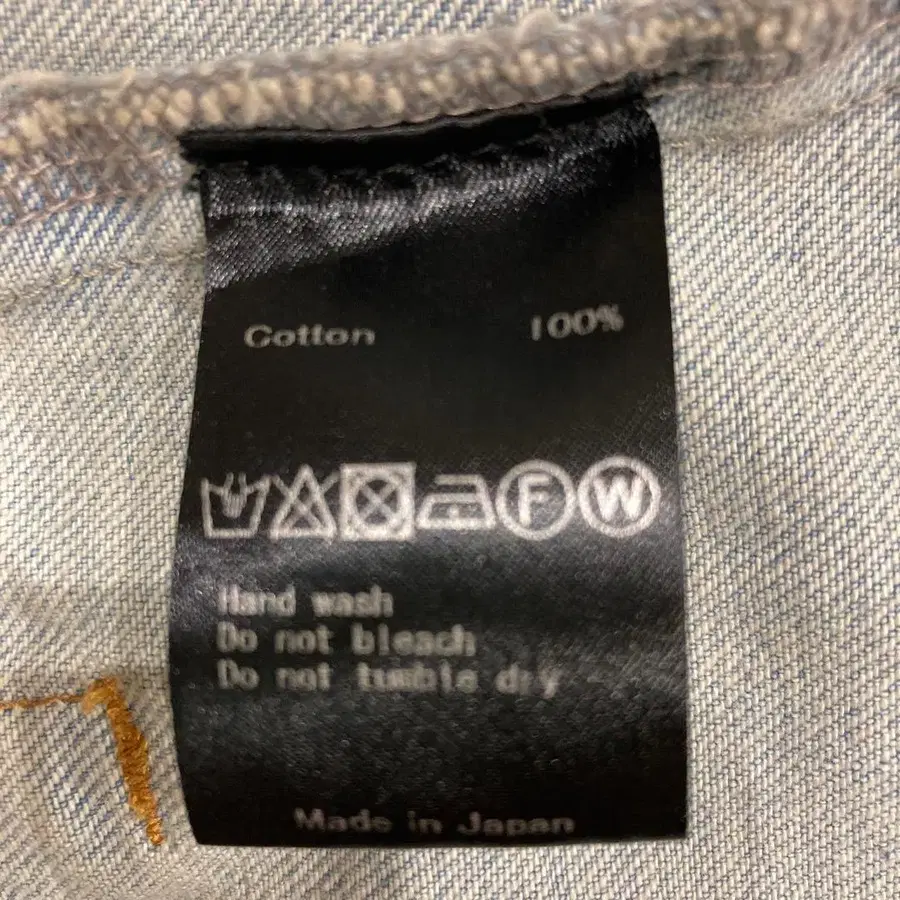 Cotton 100%
F W
Hand wash
Do not bleach
Do not tumble dry
Made in Japan